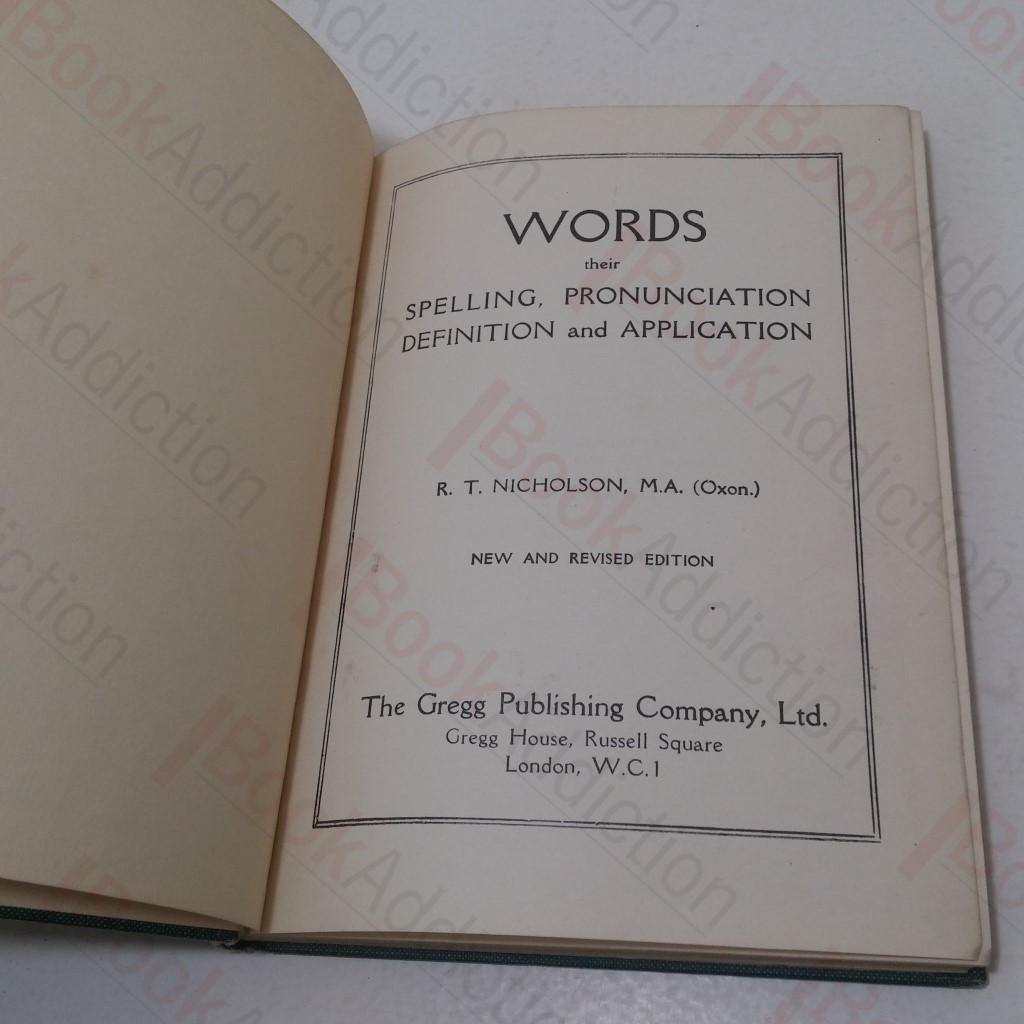 WORDS
their
SPELLING, PRONUNCIATION
DEFINITION and APPLICATION
R. T. NICHOLSON, M.A. (Oxon.)
NEW AND REVISED EDITION
The Gregg Publishing Company, Ltd.
Gregg House, Russell Square
London, W.C.1
BookAddiction